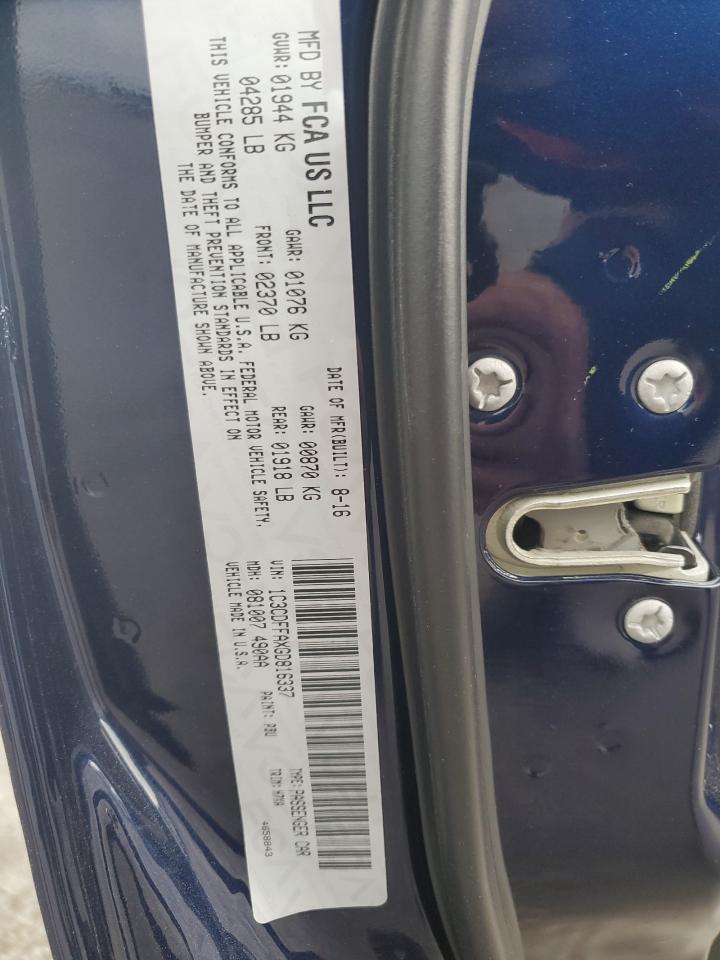 MFD BY FCA US LLC
DATE OF MFR(BUILT): 8-16
GVWR: 01944 KG
GAWR: 01076 KG
GAWR: 00870 KG
04285 LB
FRONT: 02370 LB
REAR: 01918 LB
THIS VEHICLE CONFORMS TO ALL APPLICABLE U.S.A. FEDERAL MOTOR VEHICLE SAFETY,
BUMPER AND THEFT PREVENTION STANDARDS IN EFFECT ON
THE DATE OF MANUFACTURE SHOWN ABOVE.
VIN: 1C3CDFFAXGD816337
TYPE: PASSENGER CAR
MDH: 081007 490AA
PAINT: PBU
TRIM:
VEHICLE MADE IN U.S.A.
4658843